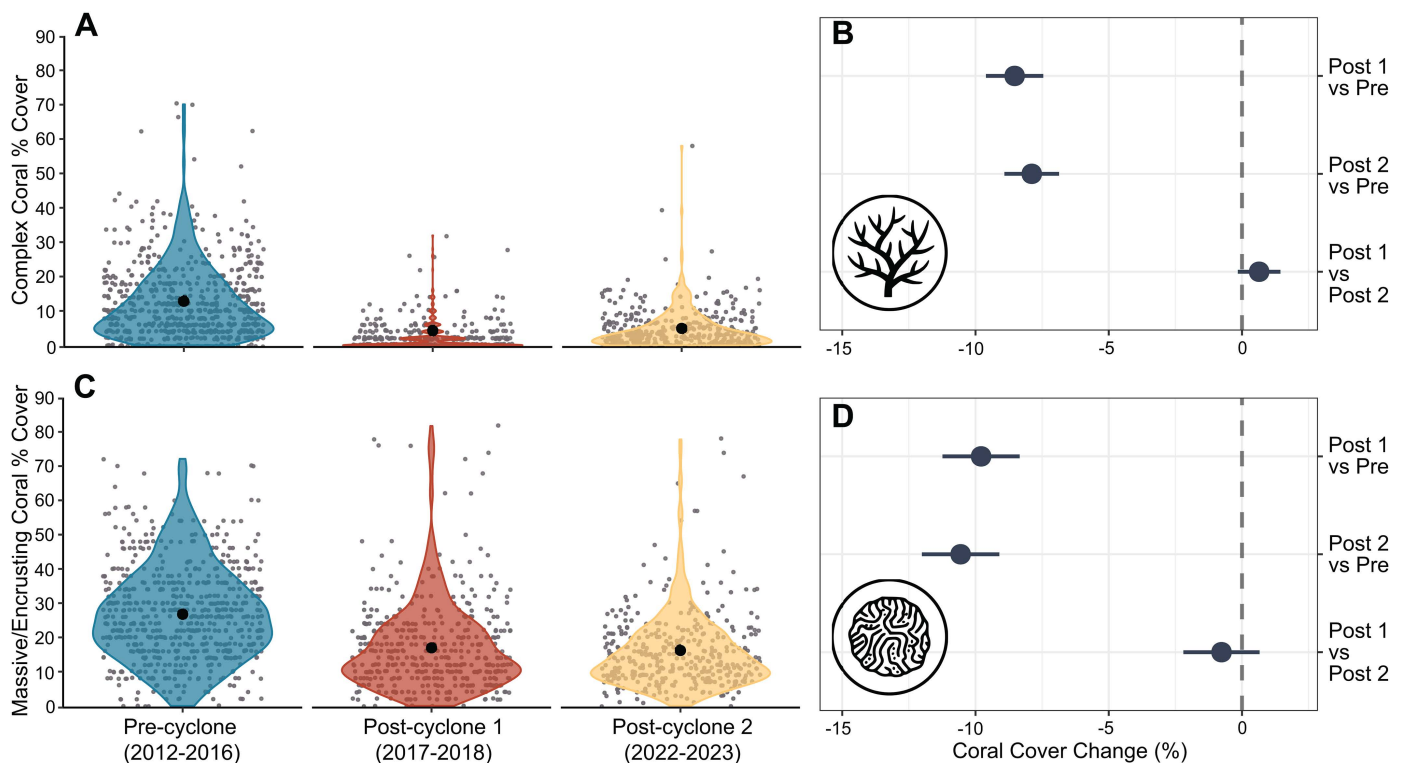 A
Complex Coral % Cover
90
80
70
60
50
40
30
20
10
0
B
Post 1
vs Pre
Post 2
vs Pre
Post 1
vs
Post 2
-15
-10
-5
0
C
Massive/Encrusting Coral % Cover
90
80
70
60
50
40
30
20
10
0
Pre-cyclone
(2012-2016)
Post-cyclone 1
(2017-2018)
Post-cyclone 2
(2022-2023)
D
Post 1
vs Pre
Post 2
vs Pre
Post 1
vs
Post 2
-15
-10
-5
0
Coral Cover Change (%)